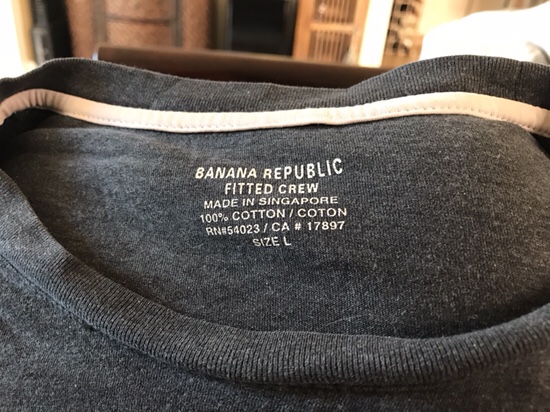 BANANA REPUBLIC
FITTED CREW
MADE IN SINGAPORE
100% COTTON / COTON
RN#54023 / CA # 17897
SIZE L